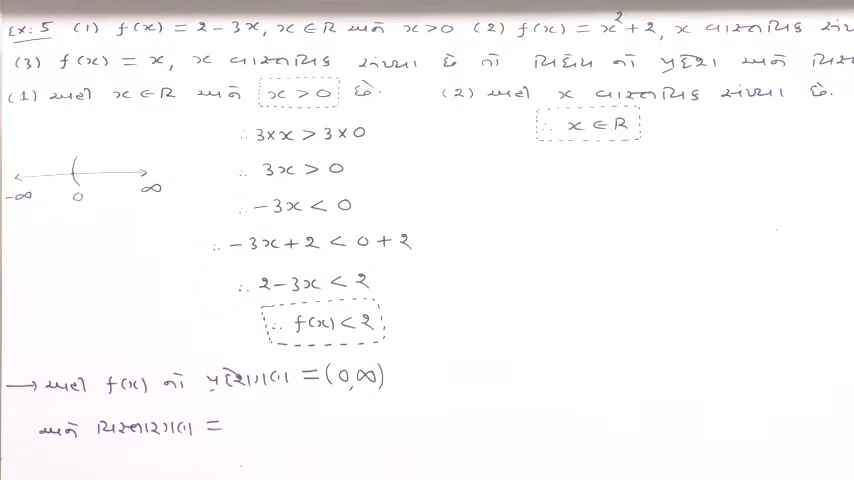 Ex: 5 (1) f(x) = 2 - 3x, x ∈ R અને x > 0 (2) f(x) = x² + 2, x વાસ્તવિક સંખ
(3) f(x) = x, x વાસ્તવિક સંખ્યા છે તો વિધેય નો પ્રદેશ અને વિસ્ત
(1) અહી x ∈ R અને x > 0 છે. (2) અહી x વાસ્તવિક સંખ્યા છે.
∴ x ∈ R
∴ 3 × x > 3 × 0
∴ 3x > 0
∴ -3x < 0
-∞ 0 ∞
∴ -3x + 2 < 0 + 2
∴ 2 - 3x < 2
∴ f(x) < 2
→ અહી f(x) નો પ્રદેશગણ = (0, ∞)
અને વિસ્તારગણ =